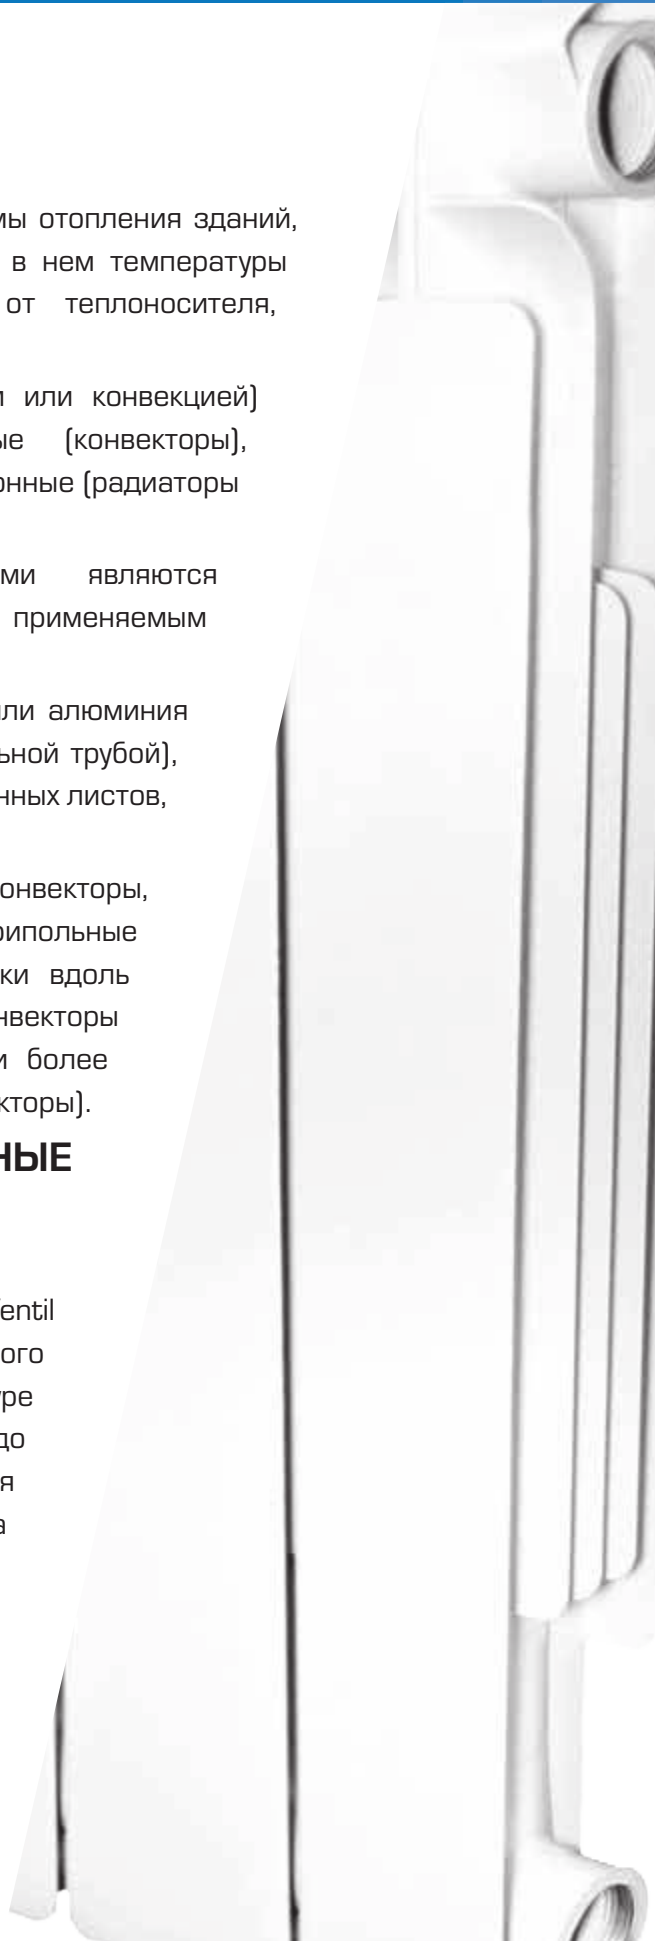 мы отопления зданий,
в нем температуры
от теплоносителя,
и или конвекцией)
ые (конвекторы),
онные (радиаторы
ми являются
применяемым
или алюминия
ьной трубой),
нных листов,
онвекторы,
рипольные
ки вдоль
нвекторы
и более
кторы).
НЫЕ
entil
ого
уре
до
я
а